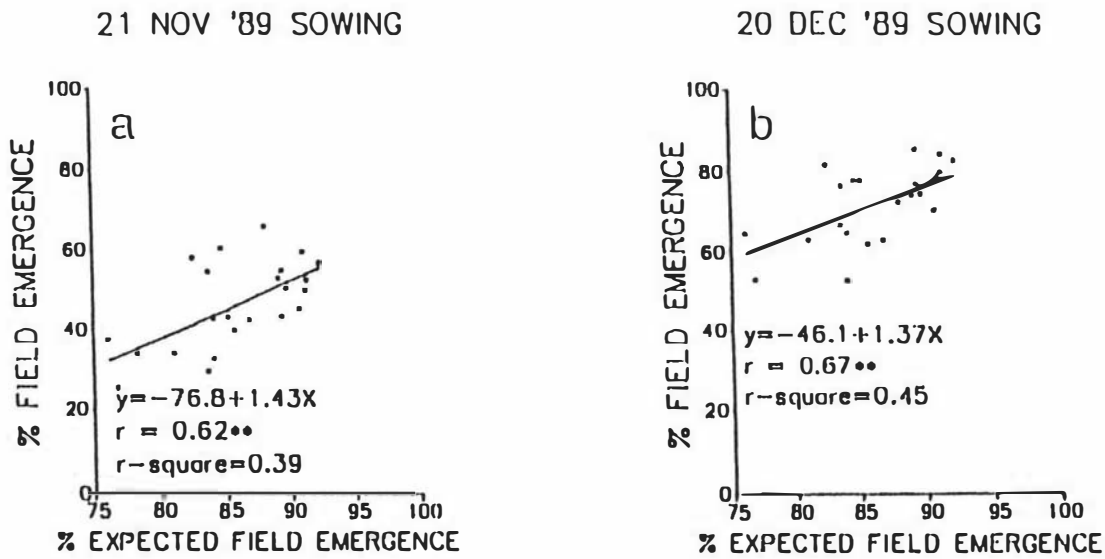 21 NOV '89 SOWING
a
% FIELD EMERGENCE
100
80
60
40
20
0
75 80 85 90 95 100
% EXPECTED FIELD EMERGENCE
y=-76.8+1.43X
r = 0.62**
r-square=0.39
20 DEC '89 SOWING
b
% FIELD EMERGENCE
100
80
60
40
20
0
75 80 85 90 95 100
% EXPECTED FIELD EMERGENCE
y=-46.1+1.37X
r = 0.67**
r-square=0.45